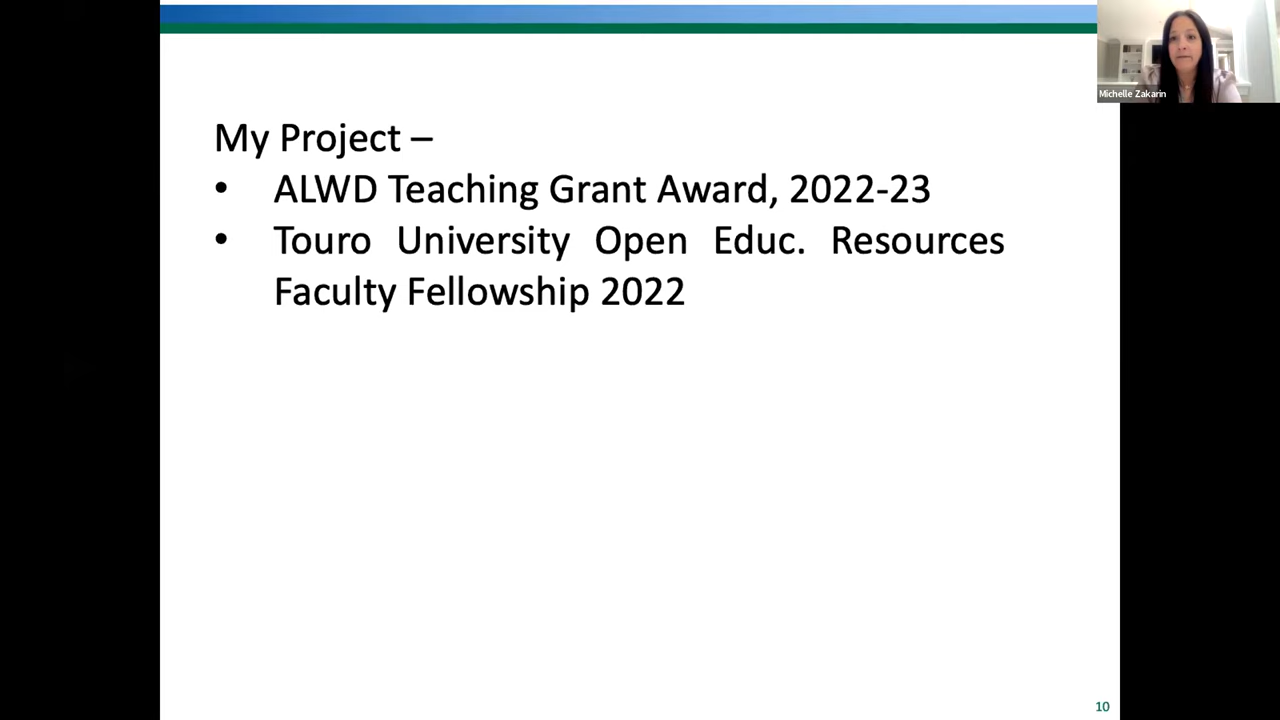 Michelle Zakarin
My Project –
• ALWD Teaching Grant Award, 2022-23
• Touro University Open Educ. Resources
Faculty Fellowship 2022
10